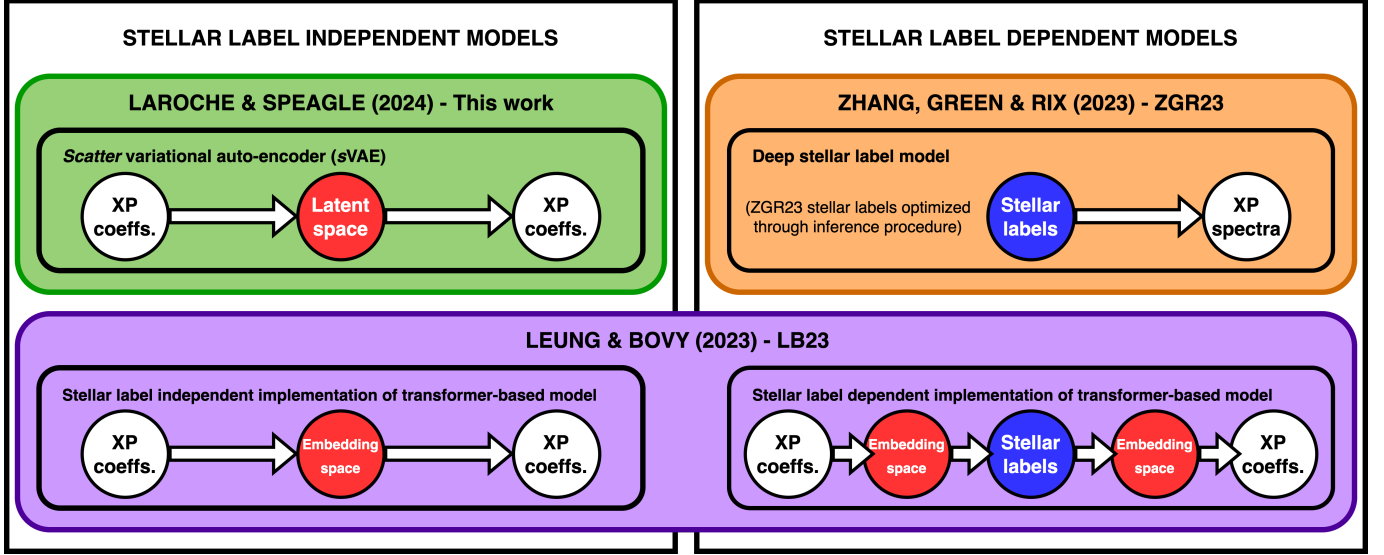 STELLAR LABEL INDEPENDENT MODELS
LAROCHE & SPEAGLE (2024) - This work
Scatter variational auto-encoder (sVAE)
XP
coeffs.
Latent
space
XP
coeffs.
STELLAR LABEL DEPENDENT MODELS
ZHANG, GREEN & RIX (2023) - ZGR23
Deep stellar label model
(ZGR23 stellar labels optimized
through inference procedure)
Stellar
labels
XP
spectra
LEUNG & BOVY (2023) - LB23
Stellar label independent implementation of transformer-based model
XP
coeffs.
Embedding
space
XP
coeffs.
Stellar label dependent implementation of transformer-based model
XP
coeffs.
Embedding
space
Stellar
labels
Embedding
space
XP
coeffs.